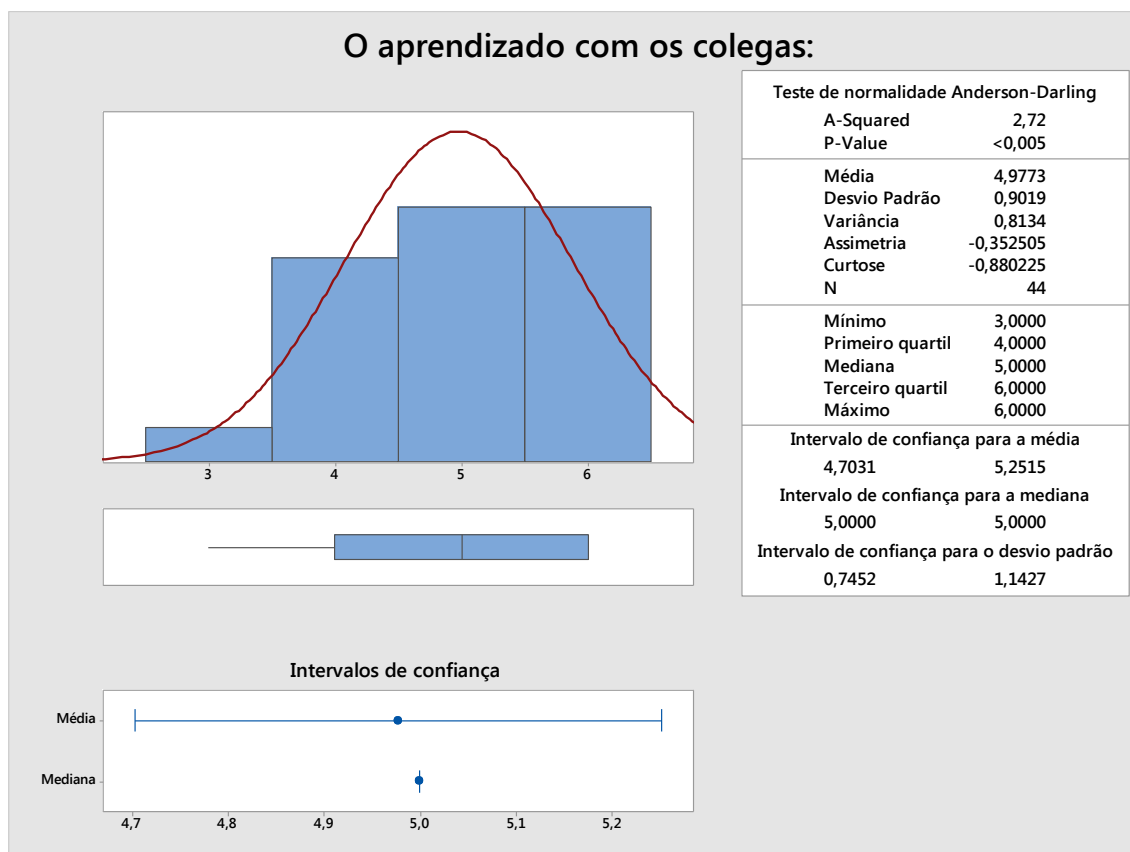 O aprendizado com os colegas:
Teste de normalidade Anderson-Darling
A-Squared 2,72
P-Value <0,005
Média 4,9773
Desvio Padrão 0,9019
Variância 0,8134
Assimetria -0,352505
Curtose -0,880225
N 44
Mínimo 3,0000
Primeiro quartil 4,0000
Mediana 5,0000
Terceiro quartil 6,0000
Máximo 6,0000
Intervalo de confiança para a média
4,7031 5,2515
Intervalo de confiança para a mediana
5,0000 5,0000
Intervalo de confiança para o desvio padrão
0,7452 1,1427
3 4 5 6
Intervalos de confiança
Média
Mediana
4,7 4,8 4,9 5,0 5,1 5,2